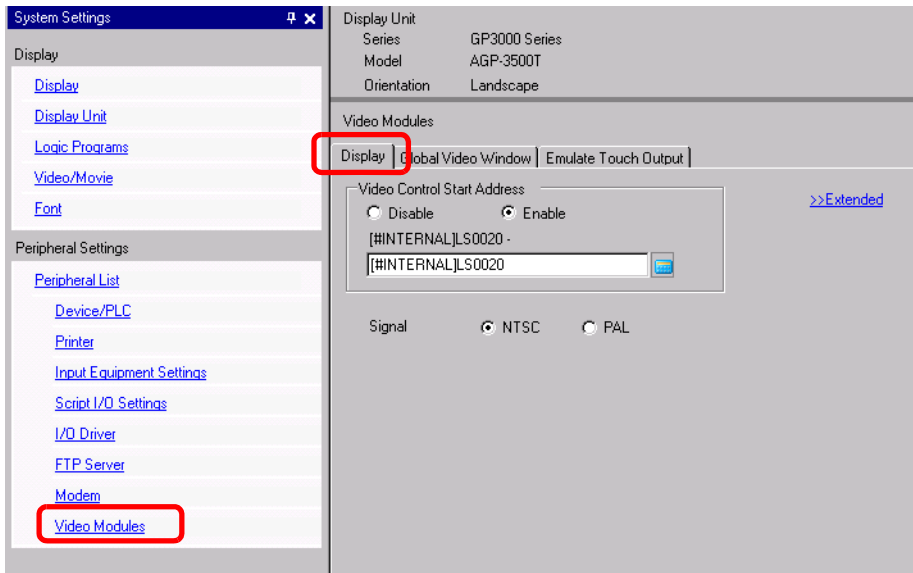 System Settings
Display
Display
Display Unit
Logic Programs
Video/Movie
Font
Peripheral Settings
Peripheral List
Device/PLC
Printer
Input Equipment Settings
Script I/O Settings
I/O Driver
FTP Server
Modem
Video Modules
Display Unit
Series GP3000 Series
Model AGP-3500T
Orientation Landscape
Video Modules
Display Global Video Window Emulate Touch Output
Video Control Start Address
Disable Enable
>>Extended
[#INTERNAL]LS0020 -
[#INTERNAL]LS0020
Signal NTSC PAL